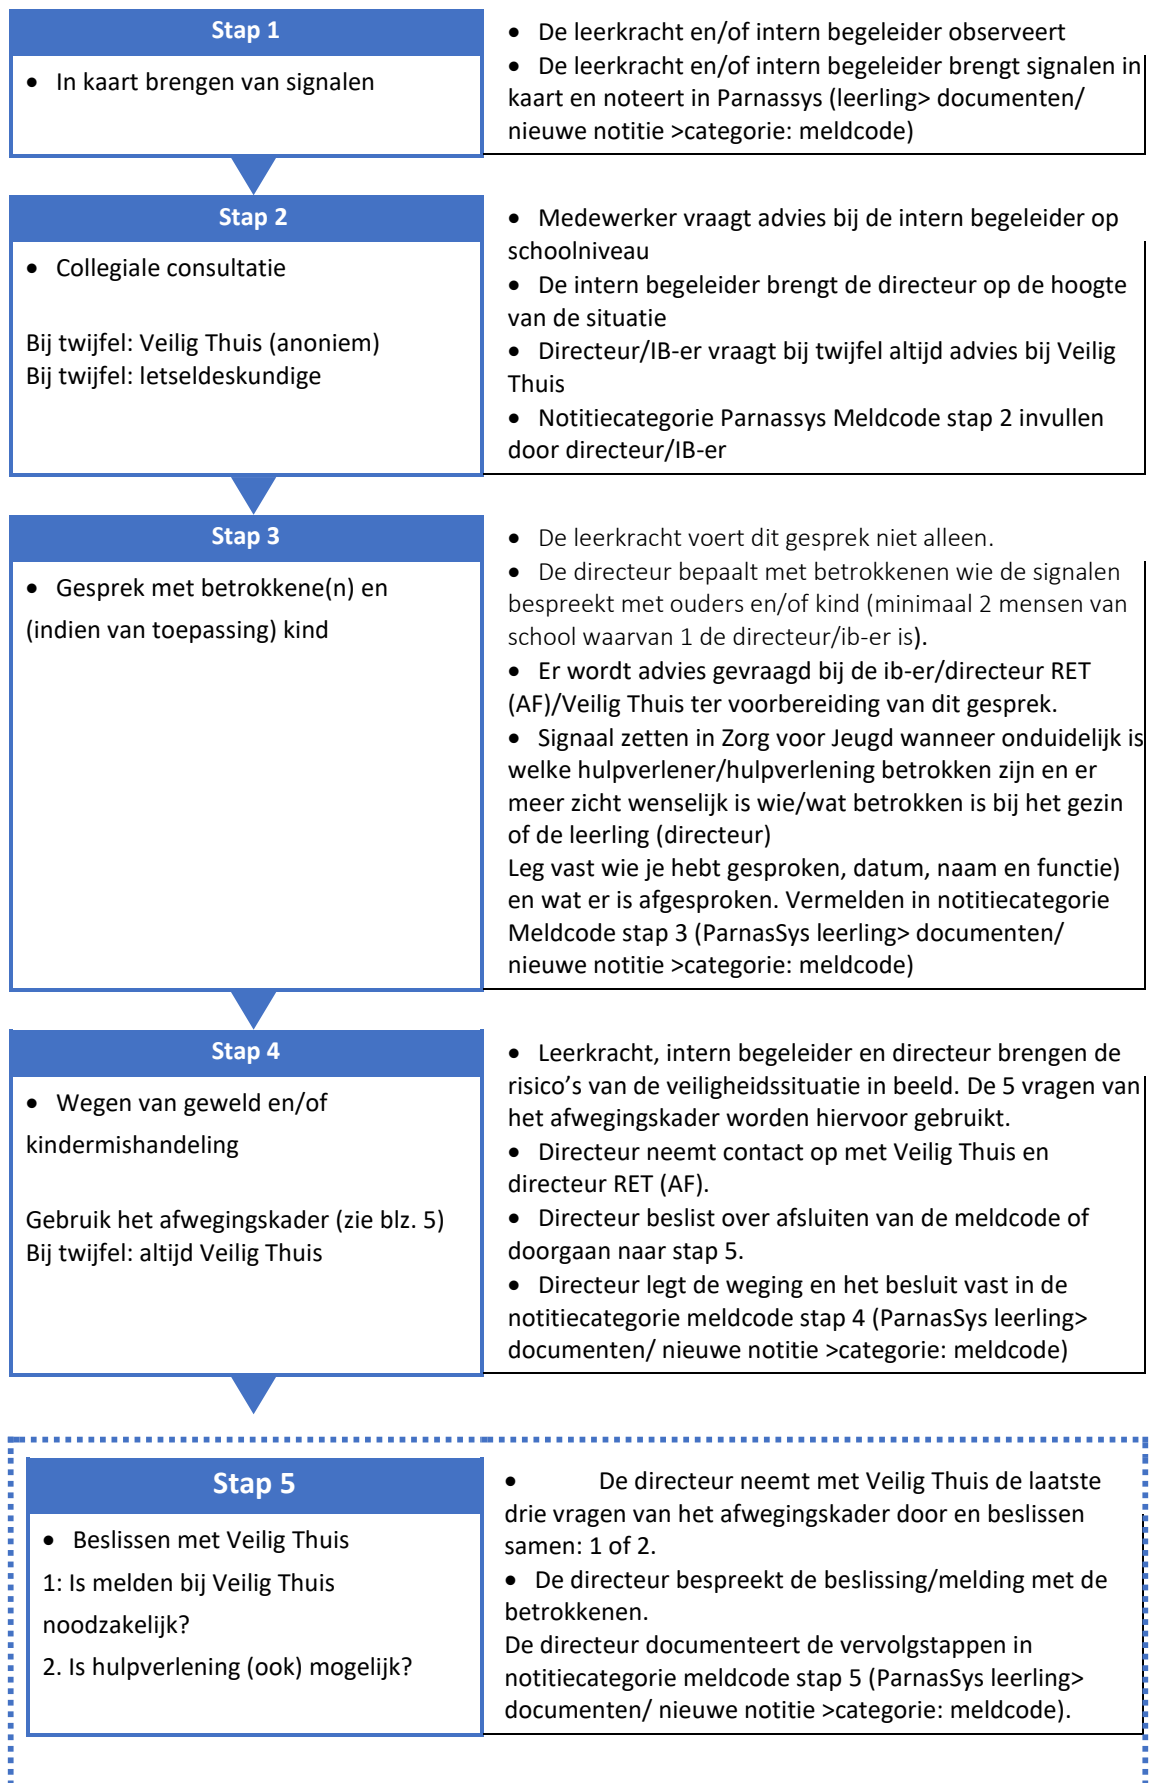 Stap 1
• In kaart brengen van signalen
• De leerkracht en/of intern begeleider observeert
• De leerkracht en/of intern begeleider brengt signalen in
kaart en noteert in Parnassys (leerling> documenten/
nieuwe notitie >categorie: meldcode)
Stap 2
• Collegiale consultatie
Bij twijfel: Veilig Thuis (anoniem)
Bij twijfel: letseldeskundige
• Medewerker vraagt advies bij de intern begeleider op
schoolniveau
• De intern begeleider brengt de directeur op de hoogte
van de situatie
• Directeur/IB-er vraagt bij twijfel altijd advies bij Veilig
Thuis
• Notitiecategorie Parnassys Meldcode stap 2 invullen
door directeur/IB-er
Stap 3
• Gesprek met betrokkene(n) en
(indien van toepassing) kind
• De leerkracht voert dit gesprek niet alleen.
• De directeur bepaalt met betrokkenen wie de signalen
bespreekt met ouders en/of kind (minimaal 2 mensen van
school waarvan 1 de directeur/ib-er is).
• Er wordt advies gevraagd bij de ib-er/directeur RET
(AF)/Veilig Thuis ter voorbereiding van dit gesprek.
• Signaal zetten in Zorg voor Jeugd wanneer onduidelijk is
welke hulpverlener/hulpverlening betrokken zijn en er
meer zicht wenselijk is wie/wat betrokken is bij het gezin
of de leerling (directeur)
Leg vast wie je hebt gesproken, datum, naam en functie)
en wat er is afgesproken. Vermelden in notitiecategorie
Meldcode stap 3 (ParnasSys leerling> documenten/
nieuwe notitie >categorie: meldcode)
Stap 4
• Wegen van geweld en/of
kindermishandeling
Gebruik het afwegingskader (zie blz. 5)
Bij twijfel: altijd Veilig Thuis
• Leerkracht, intern begeleider en directeur brengen de
risico’s van de veiligheidssituatie in beeld. De 5 vragen van
het afwegingskader worden hiervoor gebruikt.
• Directeur neemt contact op met Veilig Thuis en
directeur RET (AF).
• Directeur beslist over afsluiten van de meldcode of
doorgaan naar stap 5.
• Directeur legt de weging en het besluit vast in de
notitiecategorie meldcode stap 4 (ParnasSys leerling>
documenten/ nieuwe notitie >categorie: meldcode)
Stap 5
• Beslissen met Veilig Thuis
1: Is melden bij Veilig Thuis
noodzakelijk?
2. Is hulpverlening (ook) mogelijk?
• De directeur neemt met Veilig Thuis de laatste
drie vragen van het afwegingskader door en beslissen
samen: 1 of 2.
• De directeur bespreekt de beslissing/melding met de
betrokkenen.
De directeur documenteert de vervolgstappen in
notitiecategorie meldcode stap 5 (ParnasSys leerling>
documenten/ nieuwe notitie >categorie: meldcode).